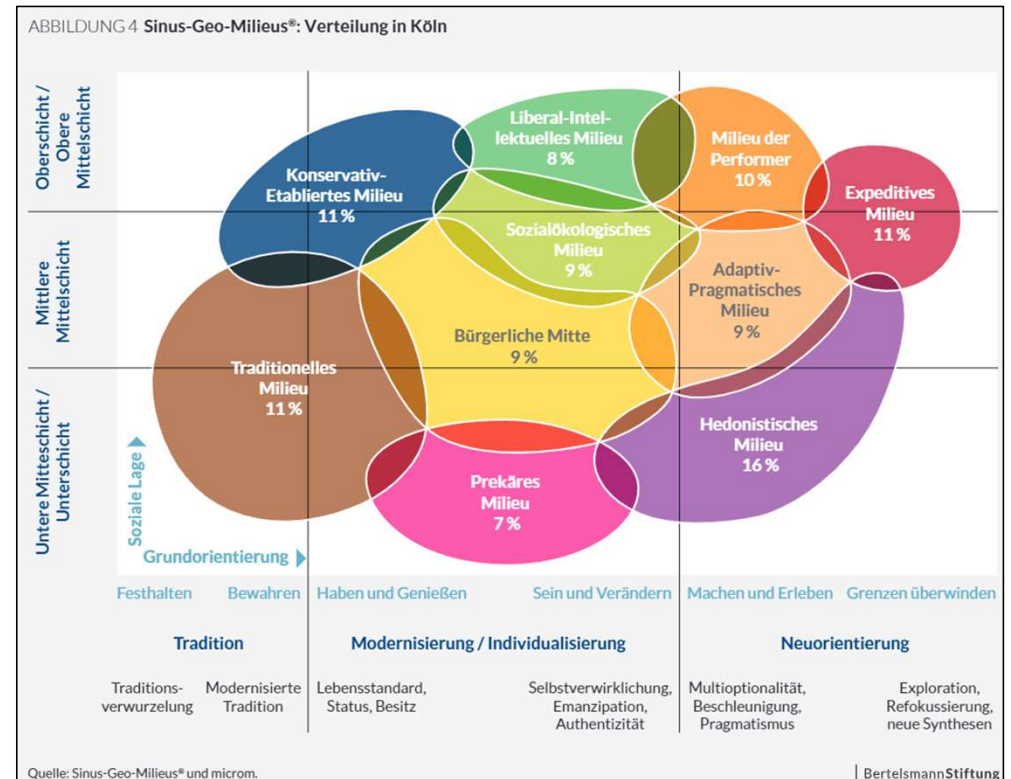 ABBILDUNG 4 Sinus-Geo-Milieus®: Verteilung in Köln
Oberschicht /
Obere
Mittelschicht
Mittlere
Mittelschicht
Untere Mitteschicht /
Unterschicht
Konservativ-
Etabliertes Milieu
11 %
Liberal-Intel-
lektuelles Milieu
8 %
Milieu der
Performer
10 %
Expeditives
Milieu
11 %
Sozialökologisches
Milieu
9 %
Adaptiv-
Pragmatisches
Milieu
9 %
Bürgerliche Mitte
9 %
Traditionelles
Milieu
11 %
Hedonistisches
Milieu
16 %
Prekäres
Milieu
7 %
Soziale Lage
Grundorientierung
Festhalten
Bewahren
Haben und Genießen
Sein und Verändern
Machen und Erleben
Grenzen überwinden
Tradition
Modernisierung / Individualisierung
Neuorientierung
Traditions-
verwurzelung
Modernisierte
Tradition
Lebensstandard,
Status, Besitz
Selbstverwirklichung,
Emanzipation,
Authentizität
Multioptionalität,
Beschleunigung,
Pragmatismus
Exploration,
Refokussierung,
neue Synthesen
Quelle: Sinus-Geo-Milieus® und microm.
BertelsmannStiftung